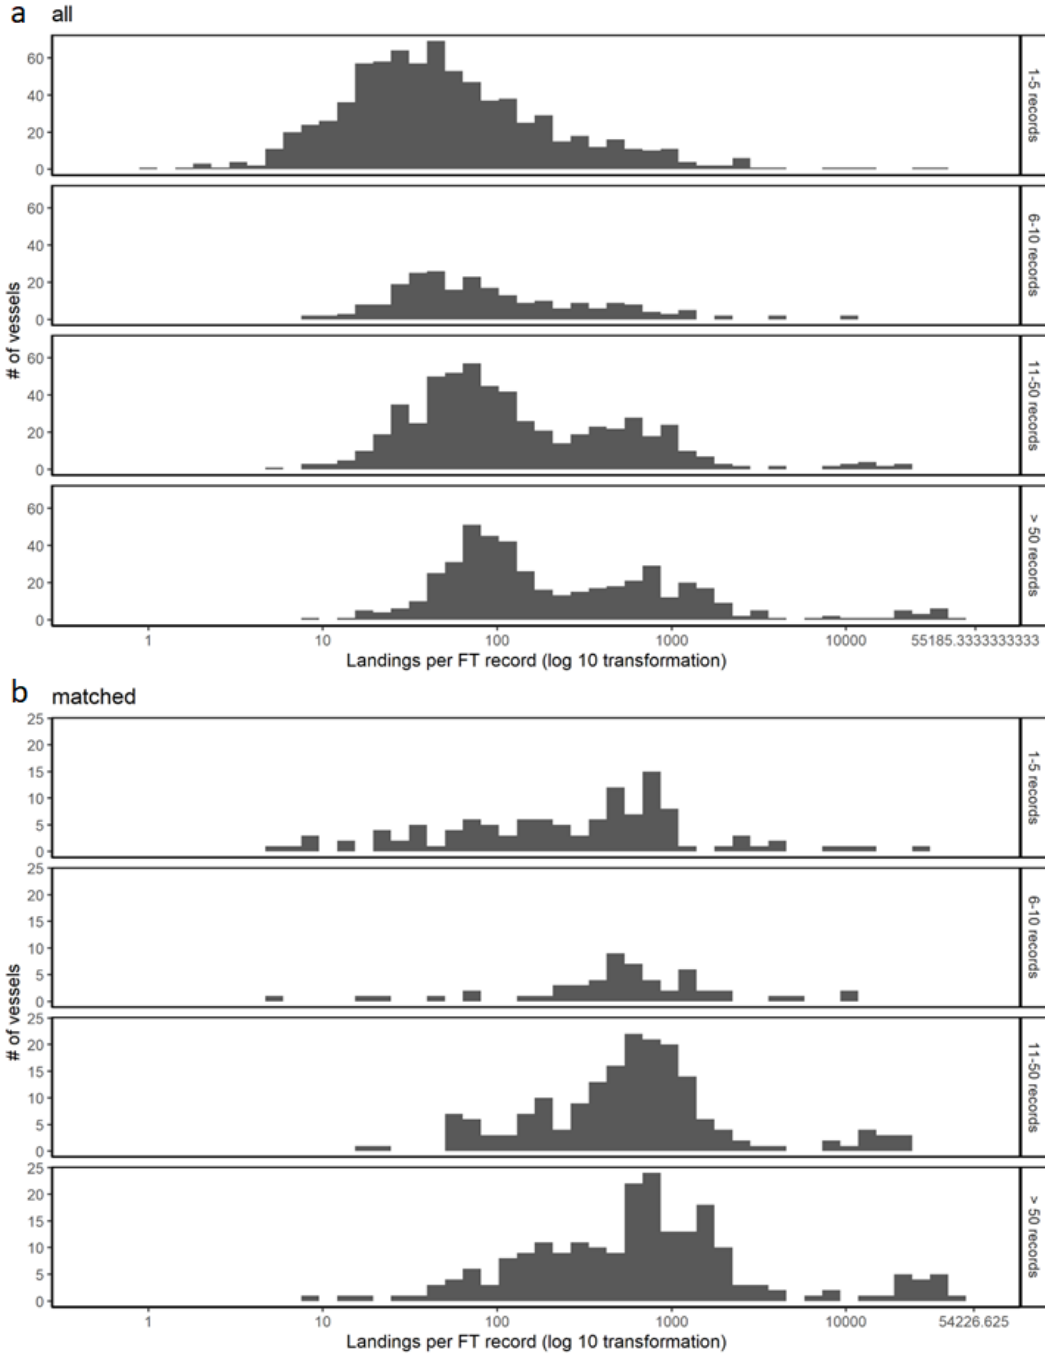 a all
60
40
20
0
1-5 records
60
40
20
0
6-10 records
60
40
20
0
11-50 records
60
40
20
0
> 50 records
# of vessels
1 10 100 1000 10000 55185.3333333333
Landings per FT record (log 10 transformation)
b matched
25
20
15
10
5
0
1-5 records
25
20
15
10
5
0
6-10 records
25
20
15
10
5
0
11-50 records
25
20
15
10
5
0
> 50 records
# of vessels
1 10 100 1000 10000 54226.625
Landings per FT record (log 10 transformation)